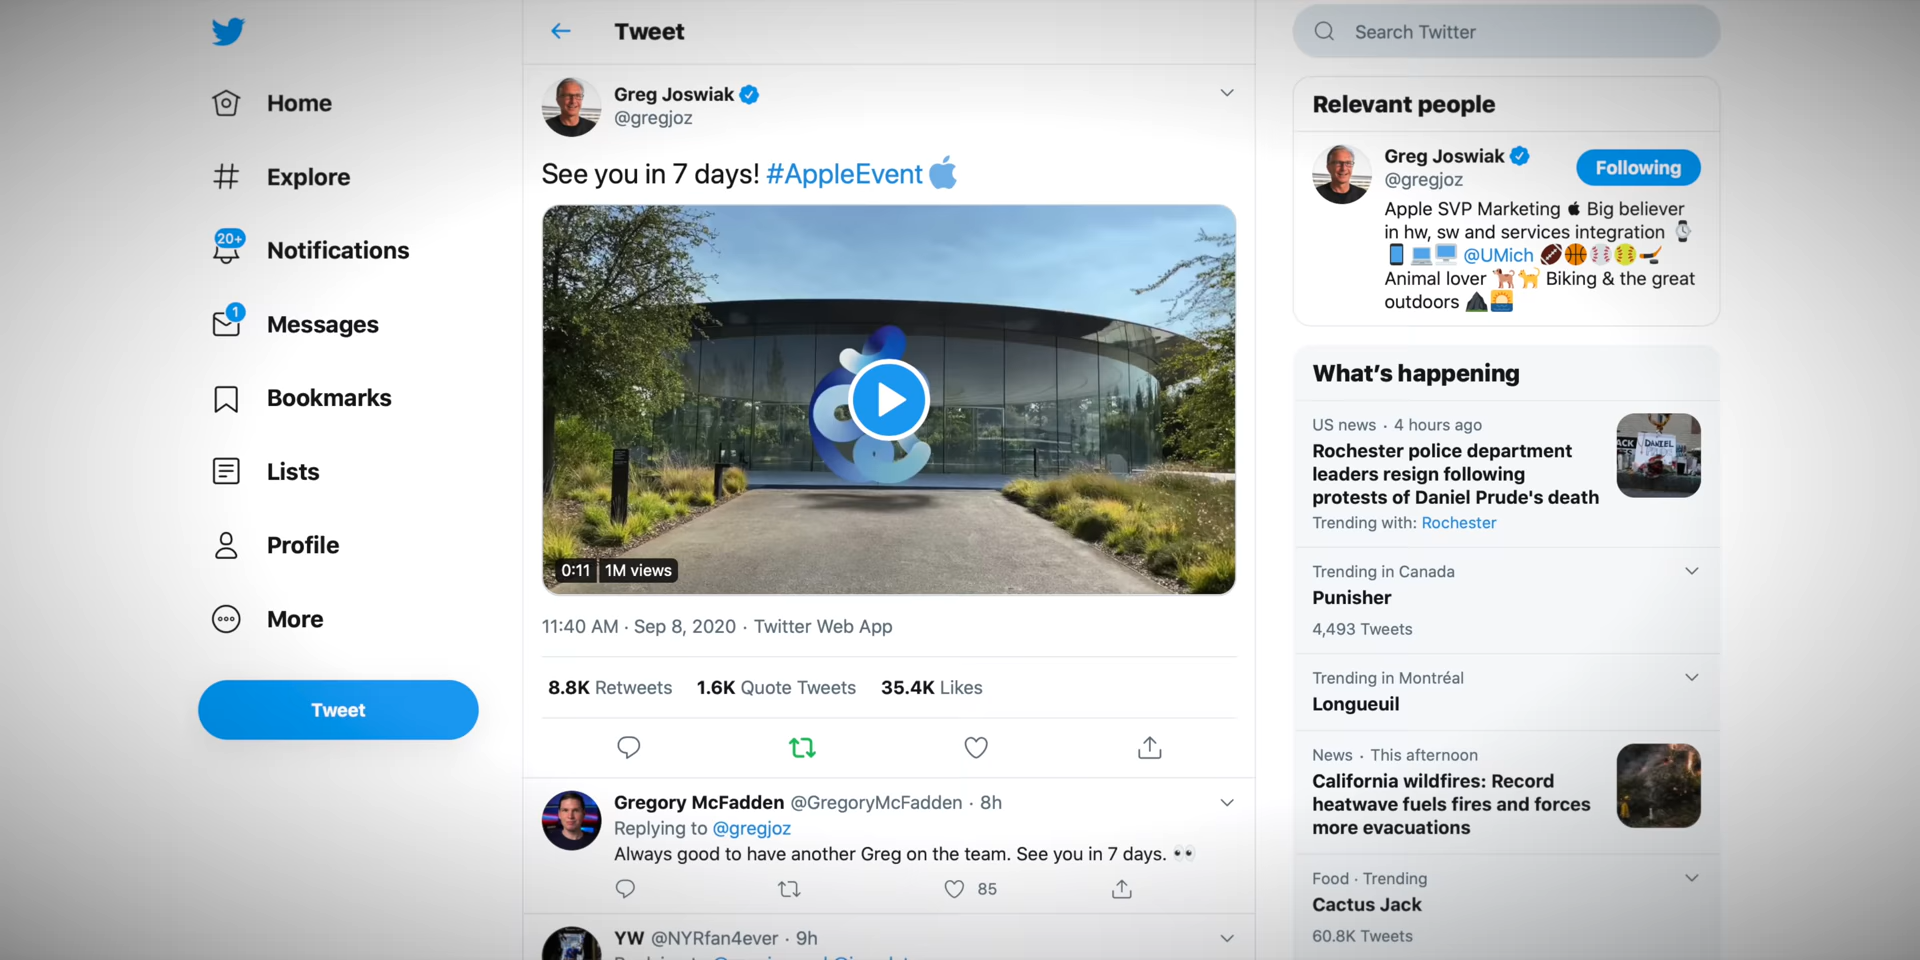 Home
Explore
20+
Notifications
1
Messages
Bookmarks
Lists
Profile
More
Tweet
Tweet
Greg Joswiak
@gregjoz
See you in 7 days! #AppleEvent
0:11 1M views
11:40 AM · Sep 8, 2020 · Twitter Web App
8.8K Retweets 1.6K Quote Tweets 35.4K Likes
Gregory McFadden @GregoryMcFadden · 8h
Replying to @gregjoz
Always good to have another Greg on the team. See you in 7 days. 👀
85
YW @NYRfan4ever · 9h
Search Twitter
Relevant people
Greg Joswiak
@gregjoz
Following
Apple SVP Marketing Big believer
in hw, sw and services integration
@UMich
Animal lover Biking & the great
outdoors
What's happening
US news · 4 hours ago
Rochester police department
leaders resign following
protests of Daniel Prude's death
DANIEL
Trending with: Rochester
Trending in Canada
Punisher
4,493 Tweets
Trending in Montréal
Longueuil
News · This afternoon
California wildfires: Record
heatwave fuels fires and forces
more evacuations
Food · Trending
Cactus Jack
60.8K Tweets